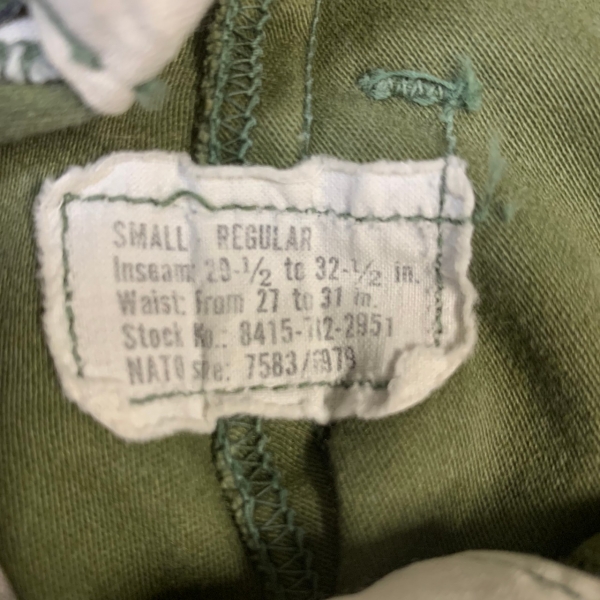 SMALL - REGULAR
Inseam: 29-1/2 to 32-1/2 in.
Waist: From 27 to 31 in.
Stock No.: 8415-782-2951
NATO size: 7583/6979